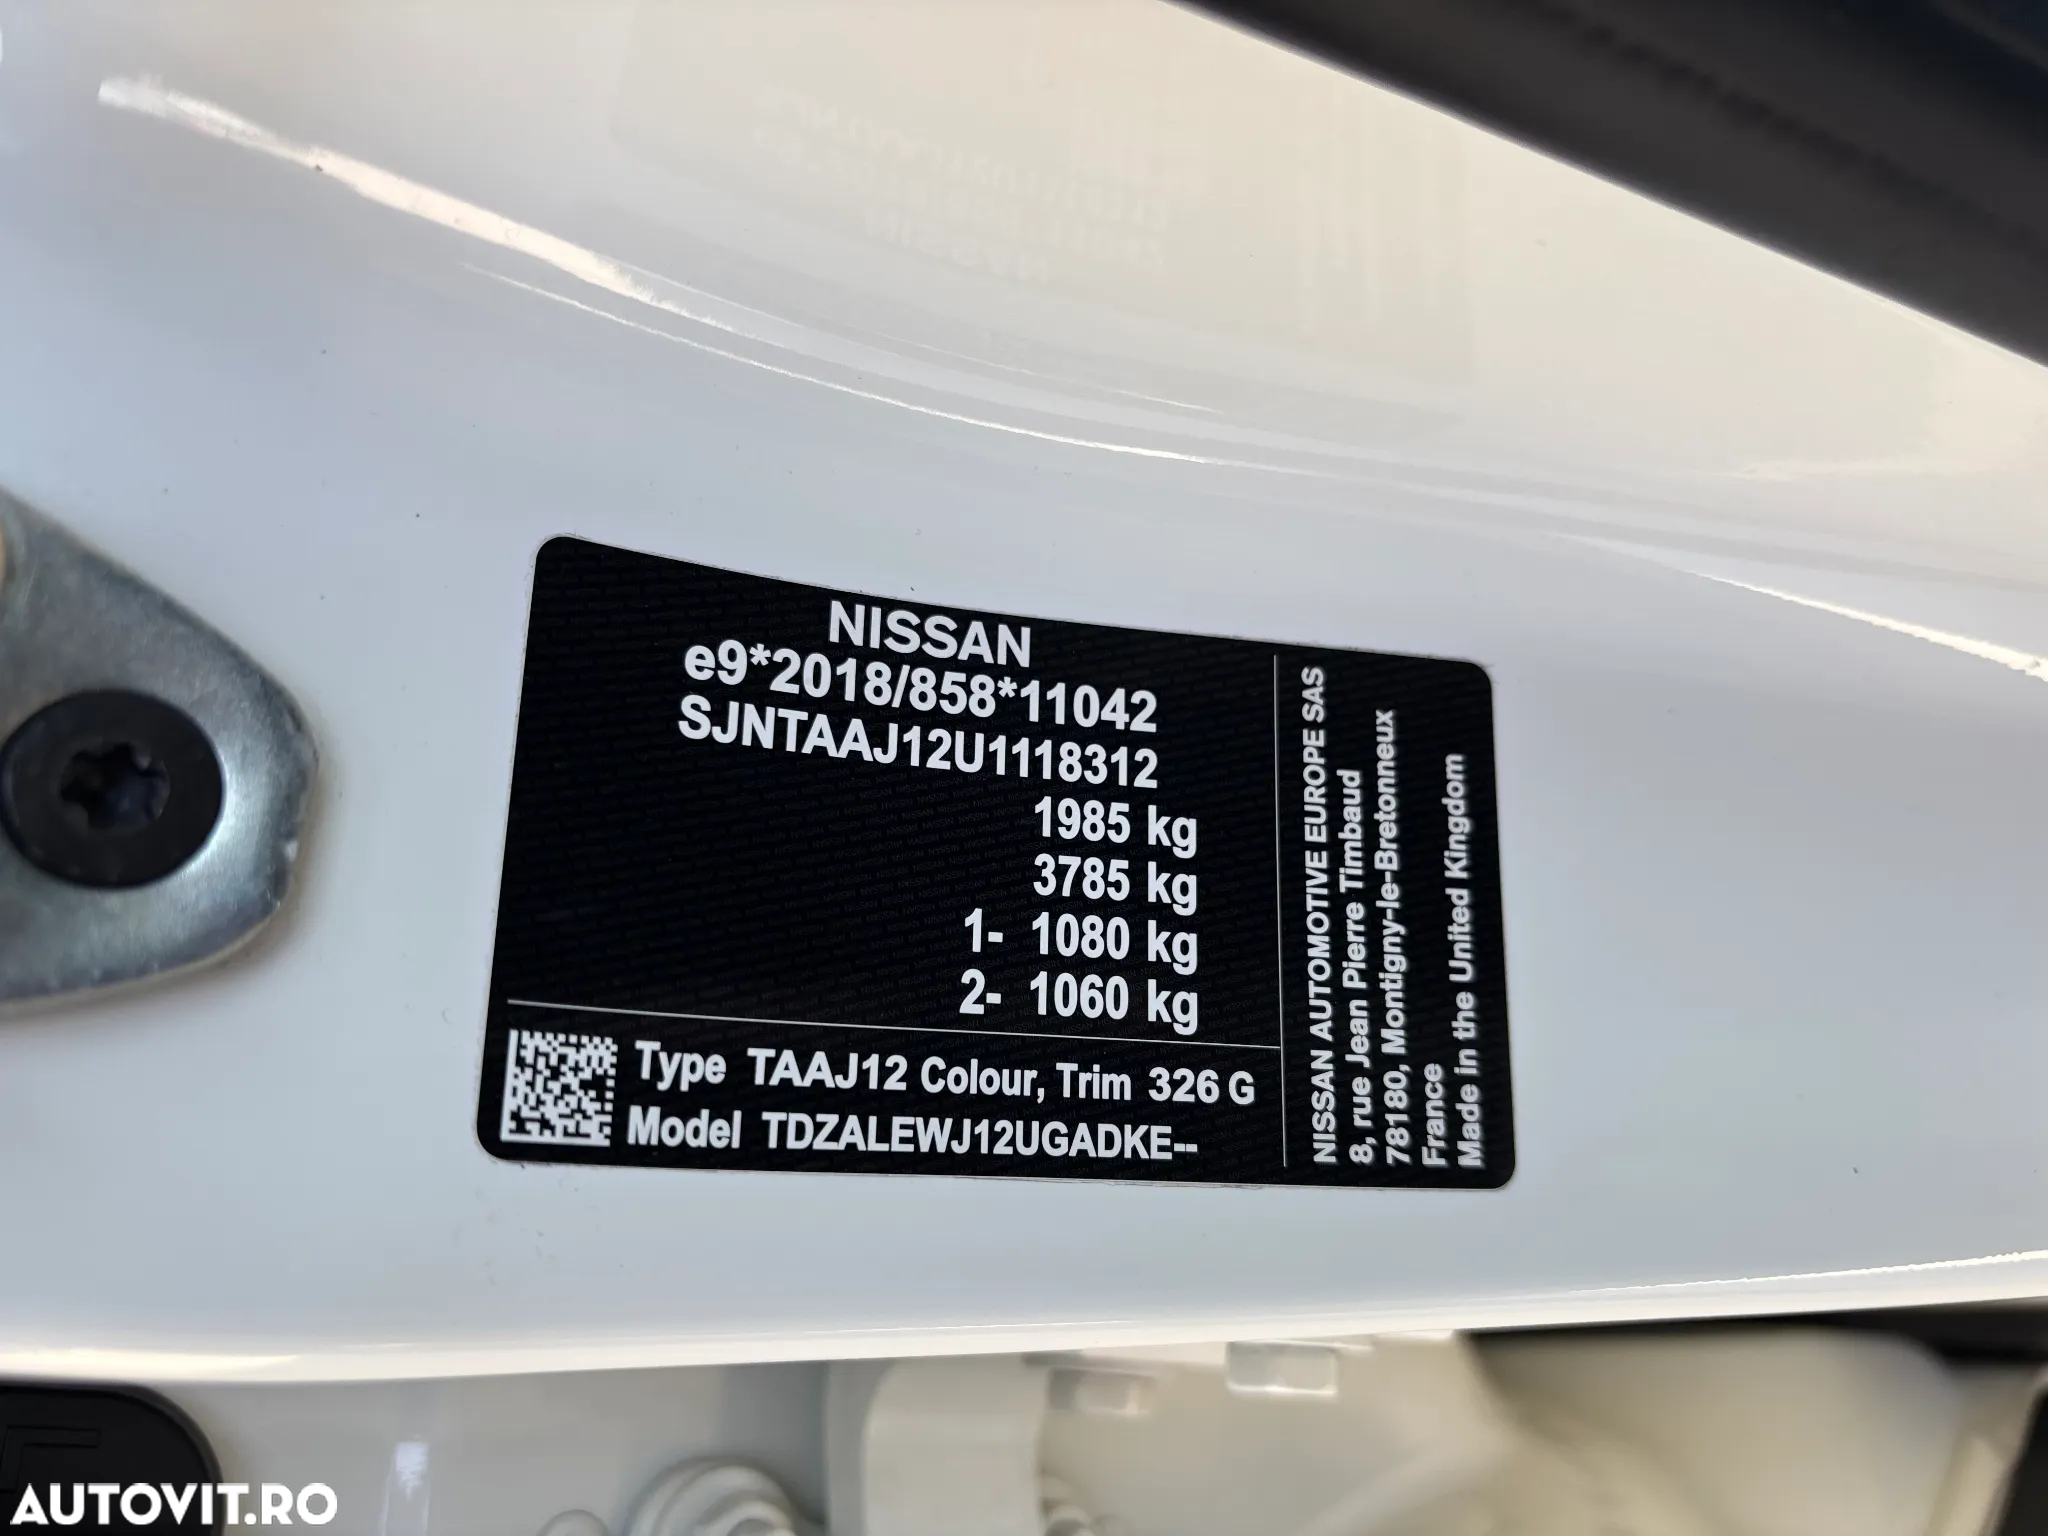 NISSAN
e9*2018/858*11042
SJNTAAJ12U1118312
1985 kg
3785 kg
1- 1080 kg
2- 1060 kg
Type TAAJ12 Colour, Trim 326 G
Model TDZALEWJ12UGADKE--
NISSAN AUTOMOTIVE EUROPE SAS
8, rue Jean Pierre Timbaud
78180, Montigny-le-Bretonneux
France
Made in the United Kingdom
AUTOVIT.RO